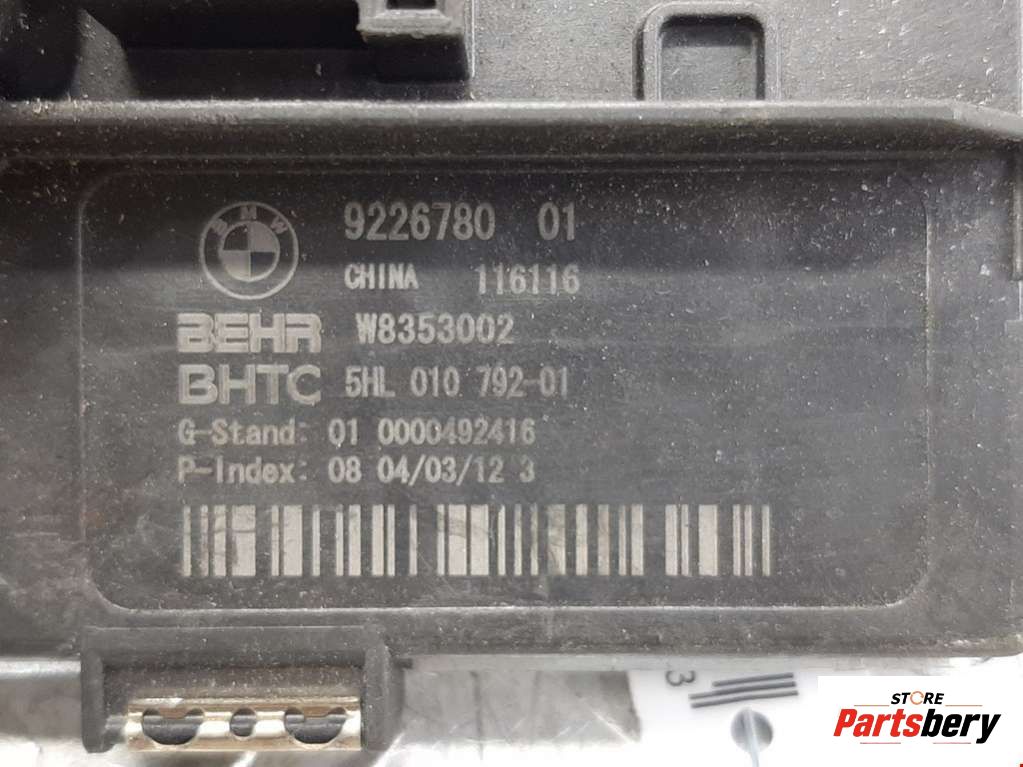 BMW
9226780 01
CHINA 116116
BEHR W8353002
BHTC 5HL 010 792-01
G-Stand: 01 0000492416
P-Index: 08 04/03/12 3
3
STORE
Partsbery